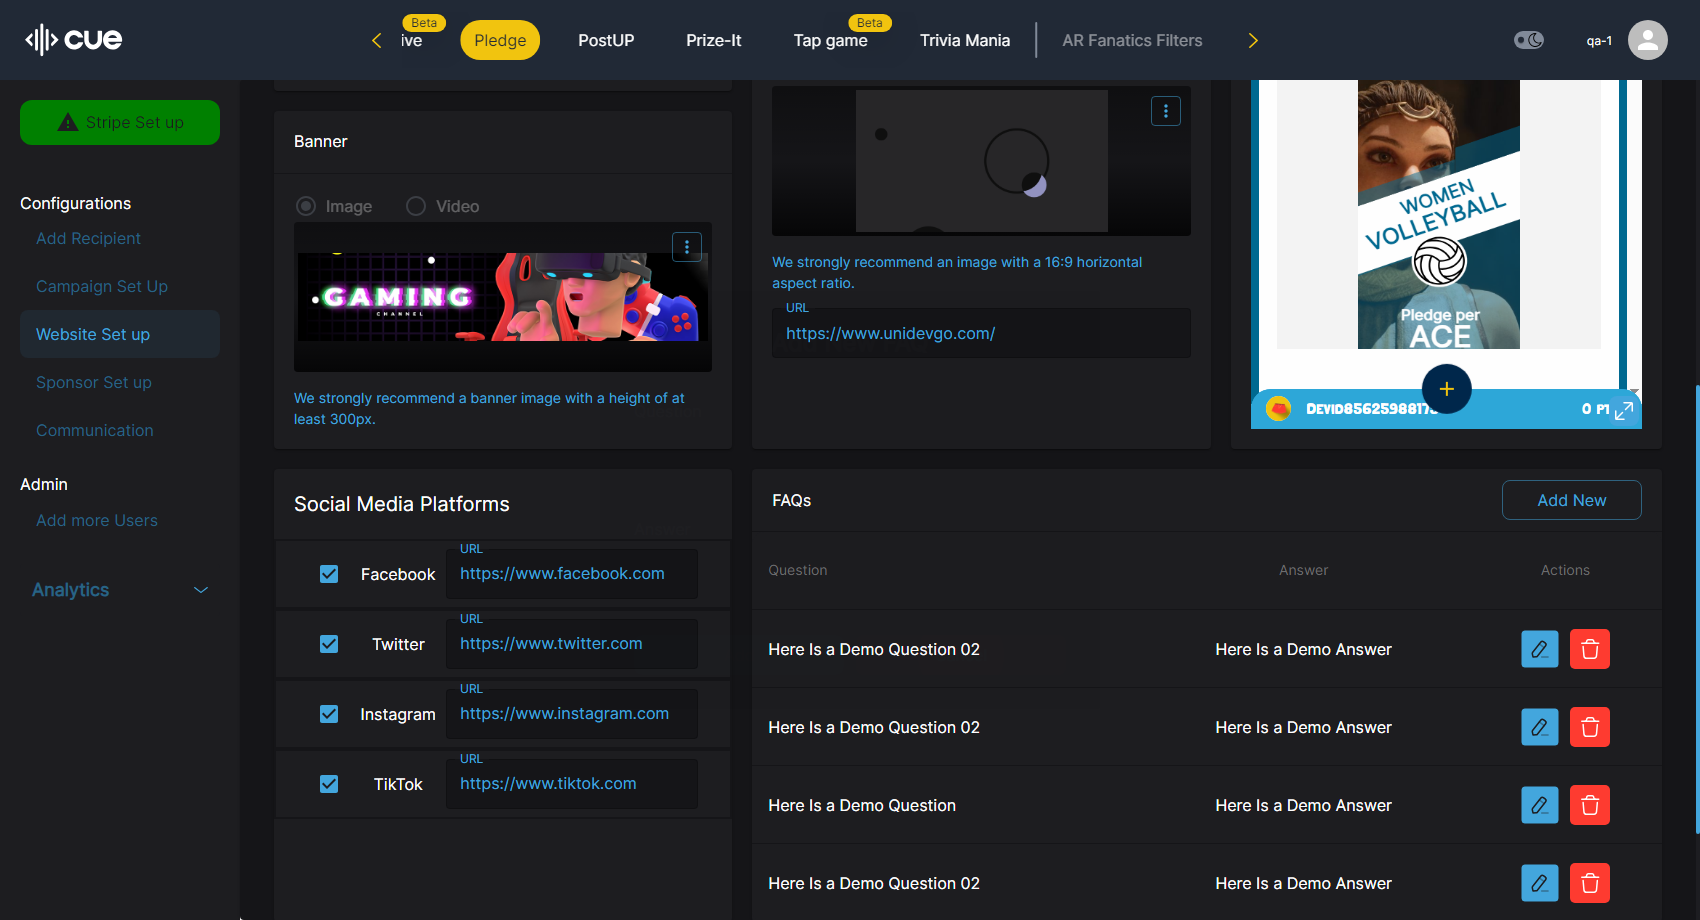 cue
Beta
ive
Pledge
PostUP
Prize-It
Beta
Tap game
Trivia Mania
AR Fanatics Filters
qa-1
Stripe Set up
Configurations
Add Recipient
Campaign Set Up
Website Set up
Sponsor Set up
Communication
Admin
Add more Users
Analytics
Banner
Image
Video
GAMING
CHANNEL
We strongly recommend a banner image with a height of at
least 300px.
We strongly recommend an image with a 16:9 horizontal
aspect ratio.
URL
https://www.unidevgo.com/
WOMEN
VOLLEYBALL
Pledge per
ACE
0 PT
Social Media Platforms
Facebook
URL
https://www.facebook.com
Twitter
URL
https://www.twitter.com
Instagram
URL
https://www.instagram.com
TikTok
URL
https://www.tiktok.com
FAQs
Add New
Question
Answer
Actions
Here Is a Demo Question 02
Here Is a Demo Answer
Here Is a Demo Question 02
Here Is a Demo Answer
Here Is a Demo Question
Here Is a Demo Answer
Here Is a Demo Question 02
Here Is a Demo Answer